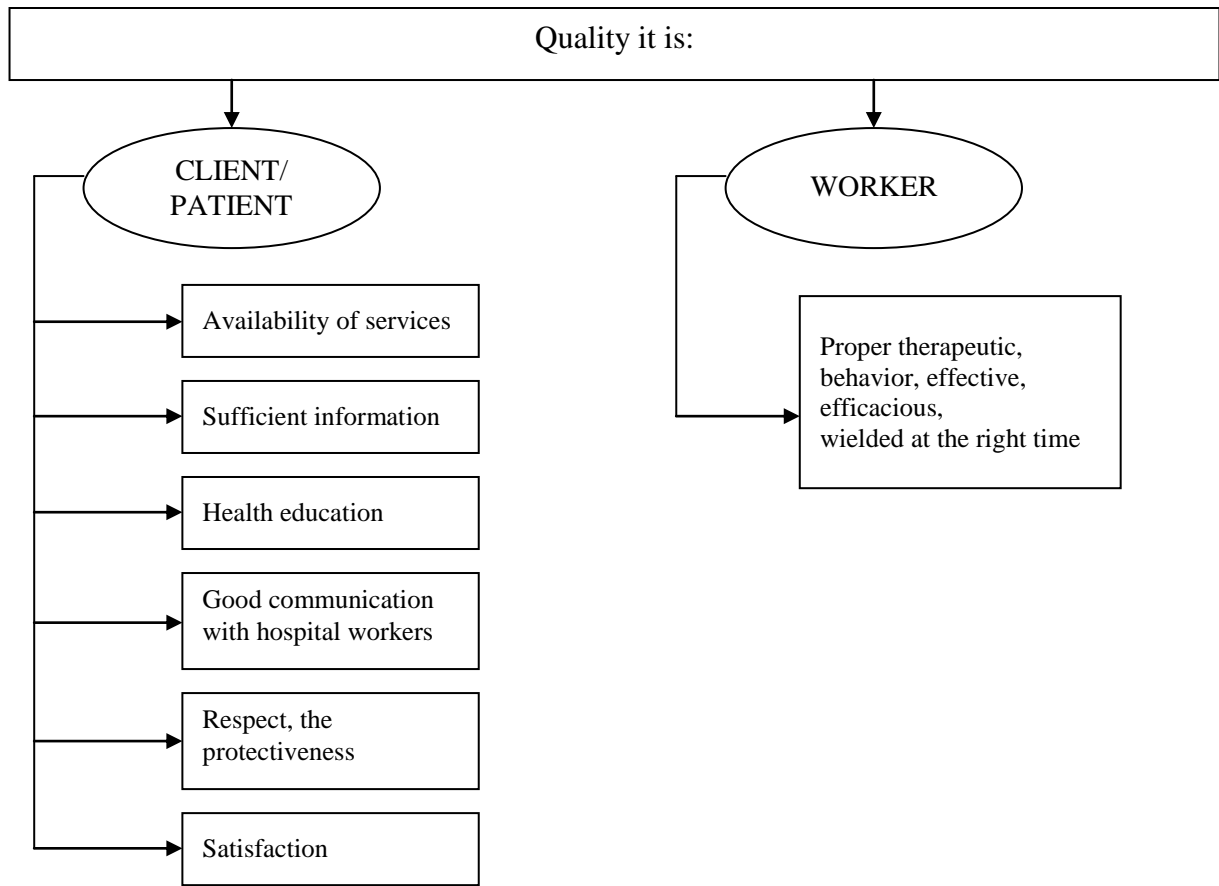 Quality it is:
CLIENT/
PATIENT
Availability of services
Sufficient information
Health education
Good communication
with hospital workers
Respect, the
protectiveness
Satisfaction
WORKER
Proper therapeutic,
behavior, effective,
efficacious,
wielded at the right time